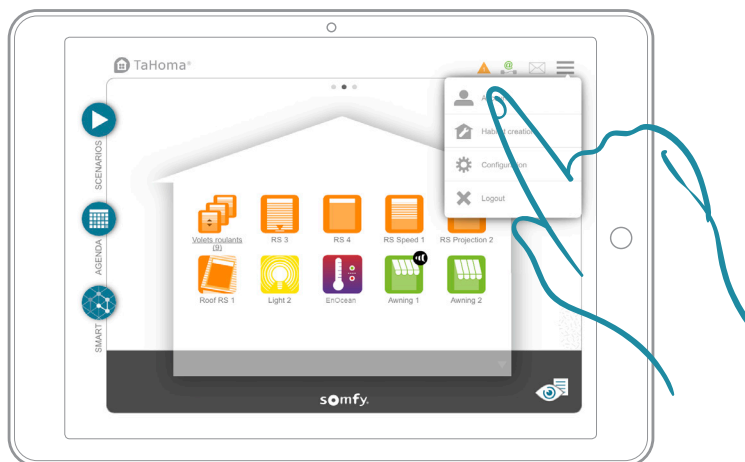 TaHoma®
@
SCENARIOS
AGENDA
SMART
Habitat creation
Configuration
Logout
Volets roulants
(9)
RS 3
RS 4
RS Speed 1
RS Projection 2
Roof RS 1
Light 2
EnOcean
Awning 1
Awning 2
somfy.